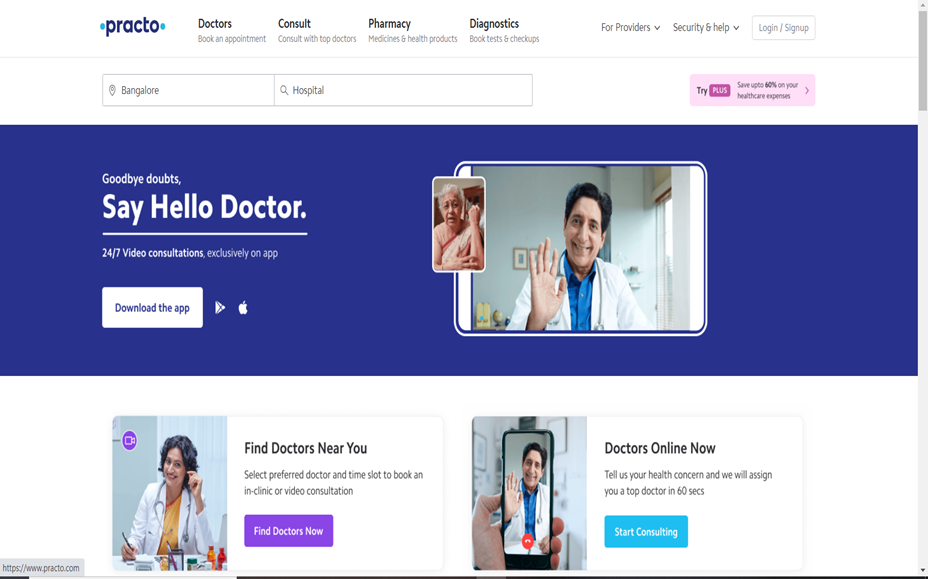 practo
Doctors
Book an appointment
Consult
Consult with top doctors
Pharmacy
Medicines & health products
Diagnostics
Book tests & checkups
For Providers
Security & help
Login / Signup
Bangalore
Hospital
Try PLUS
Save upto 60% on your
healthcare expenses
Goodbye doubts,
Say Hello Doctor.
24/7 Video consultations, exclusively on app
Download the app
Find Doctors Near You
Select preferred doctor and time slot to book an
in-clinic or video consultation
Find Doctors Now
Doctors Online Now
Tell us your health concern and we will assign
you a top doctor in 60 secs
Start Consulting
https://www.practo.com